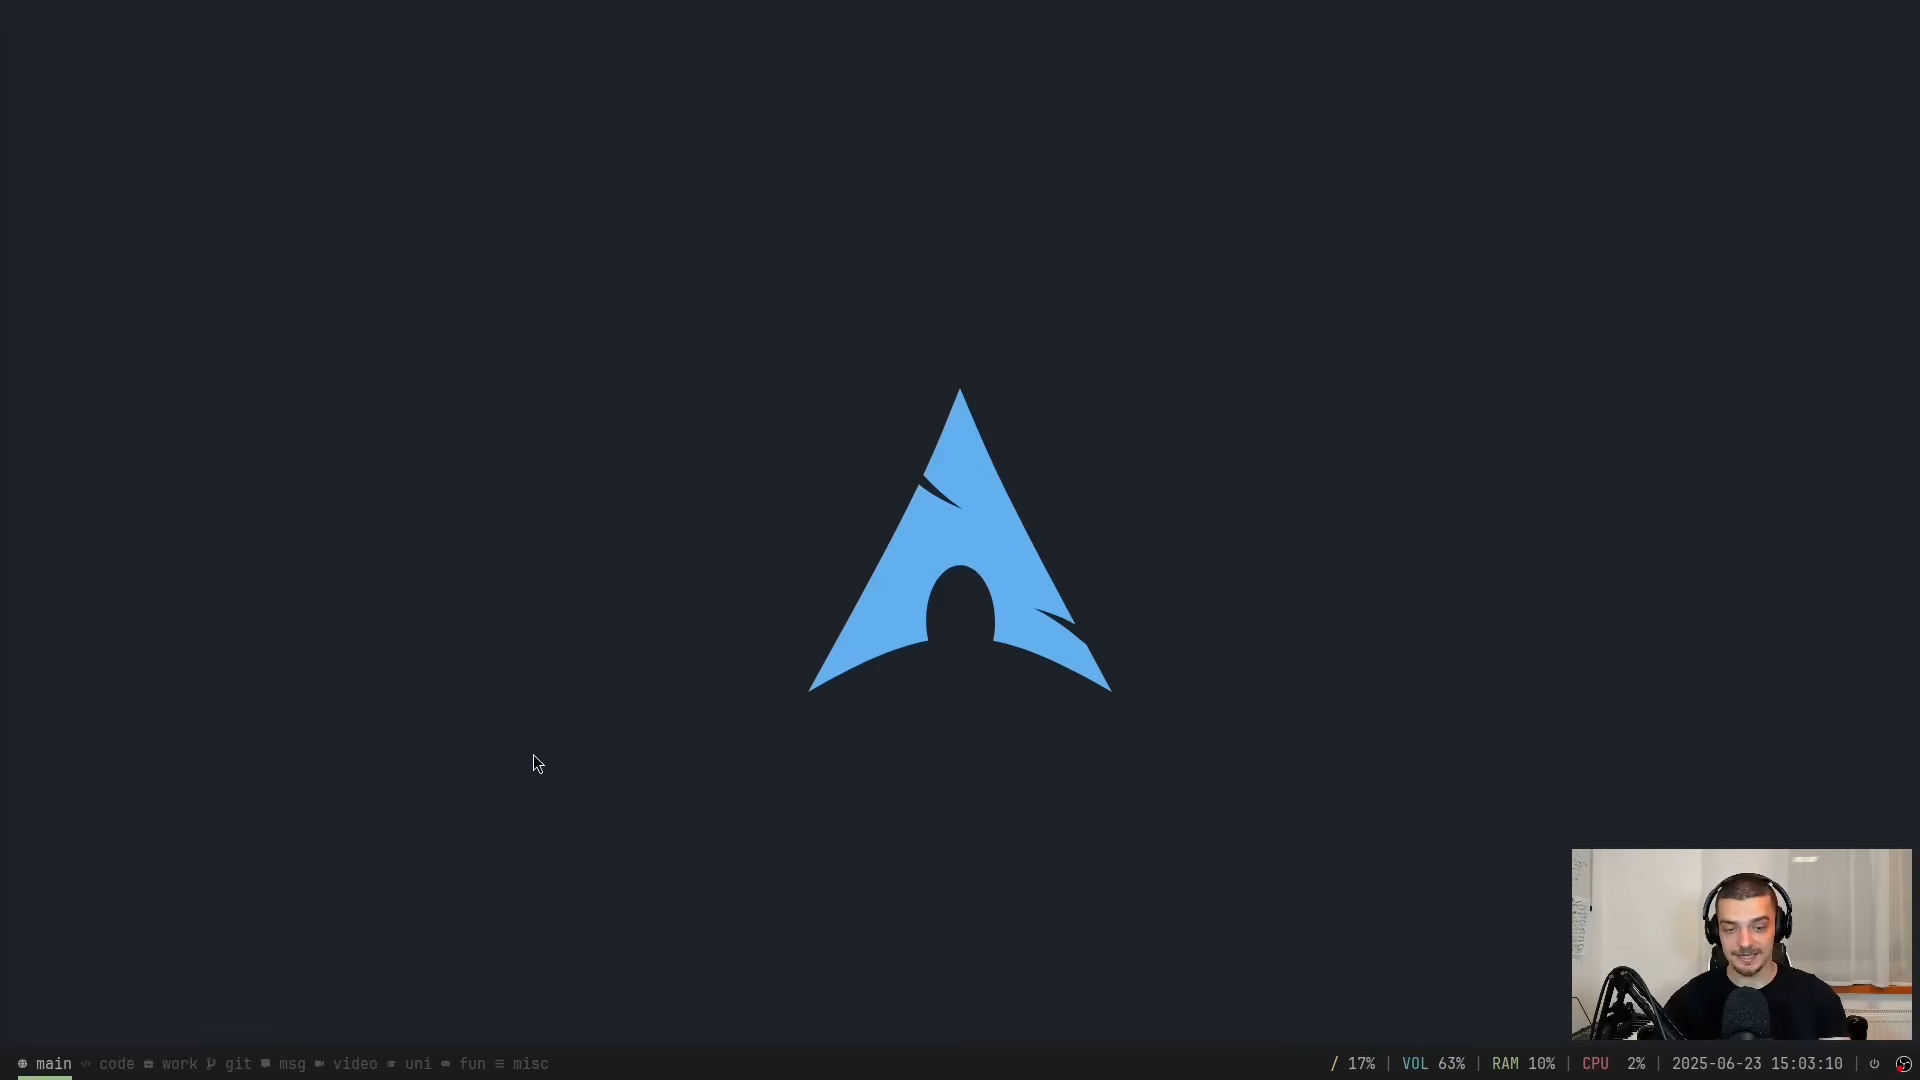 main code work git msg video uni fun misc / 17% | VOL 63% | RAM 10% | CPU 2% | 2025-06-23 15:03:10 |